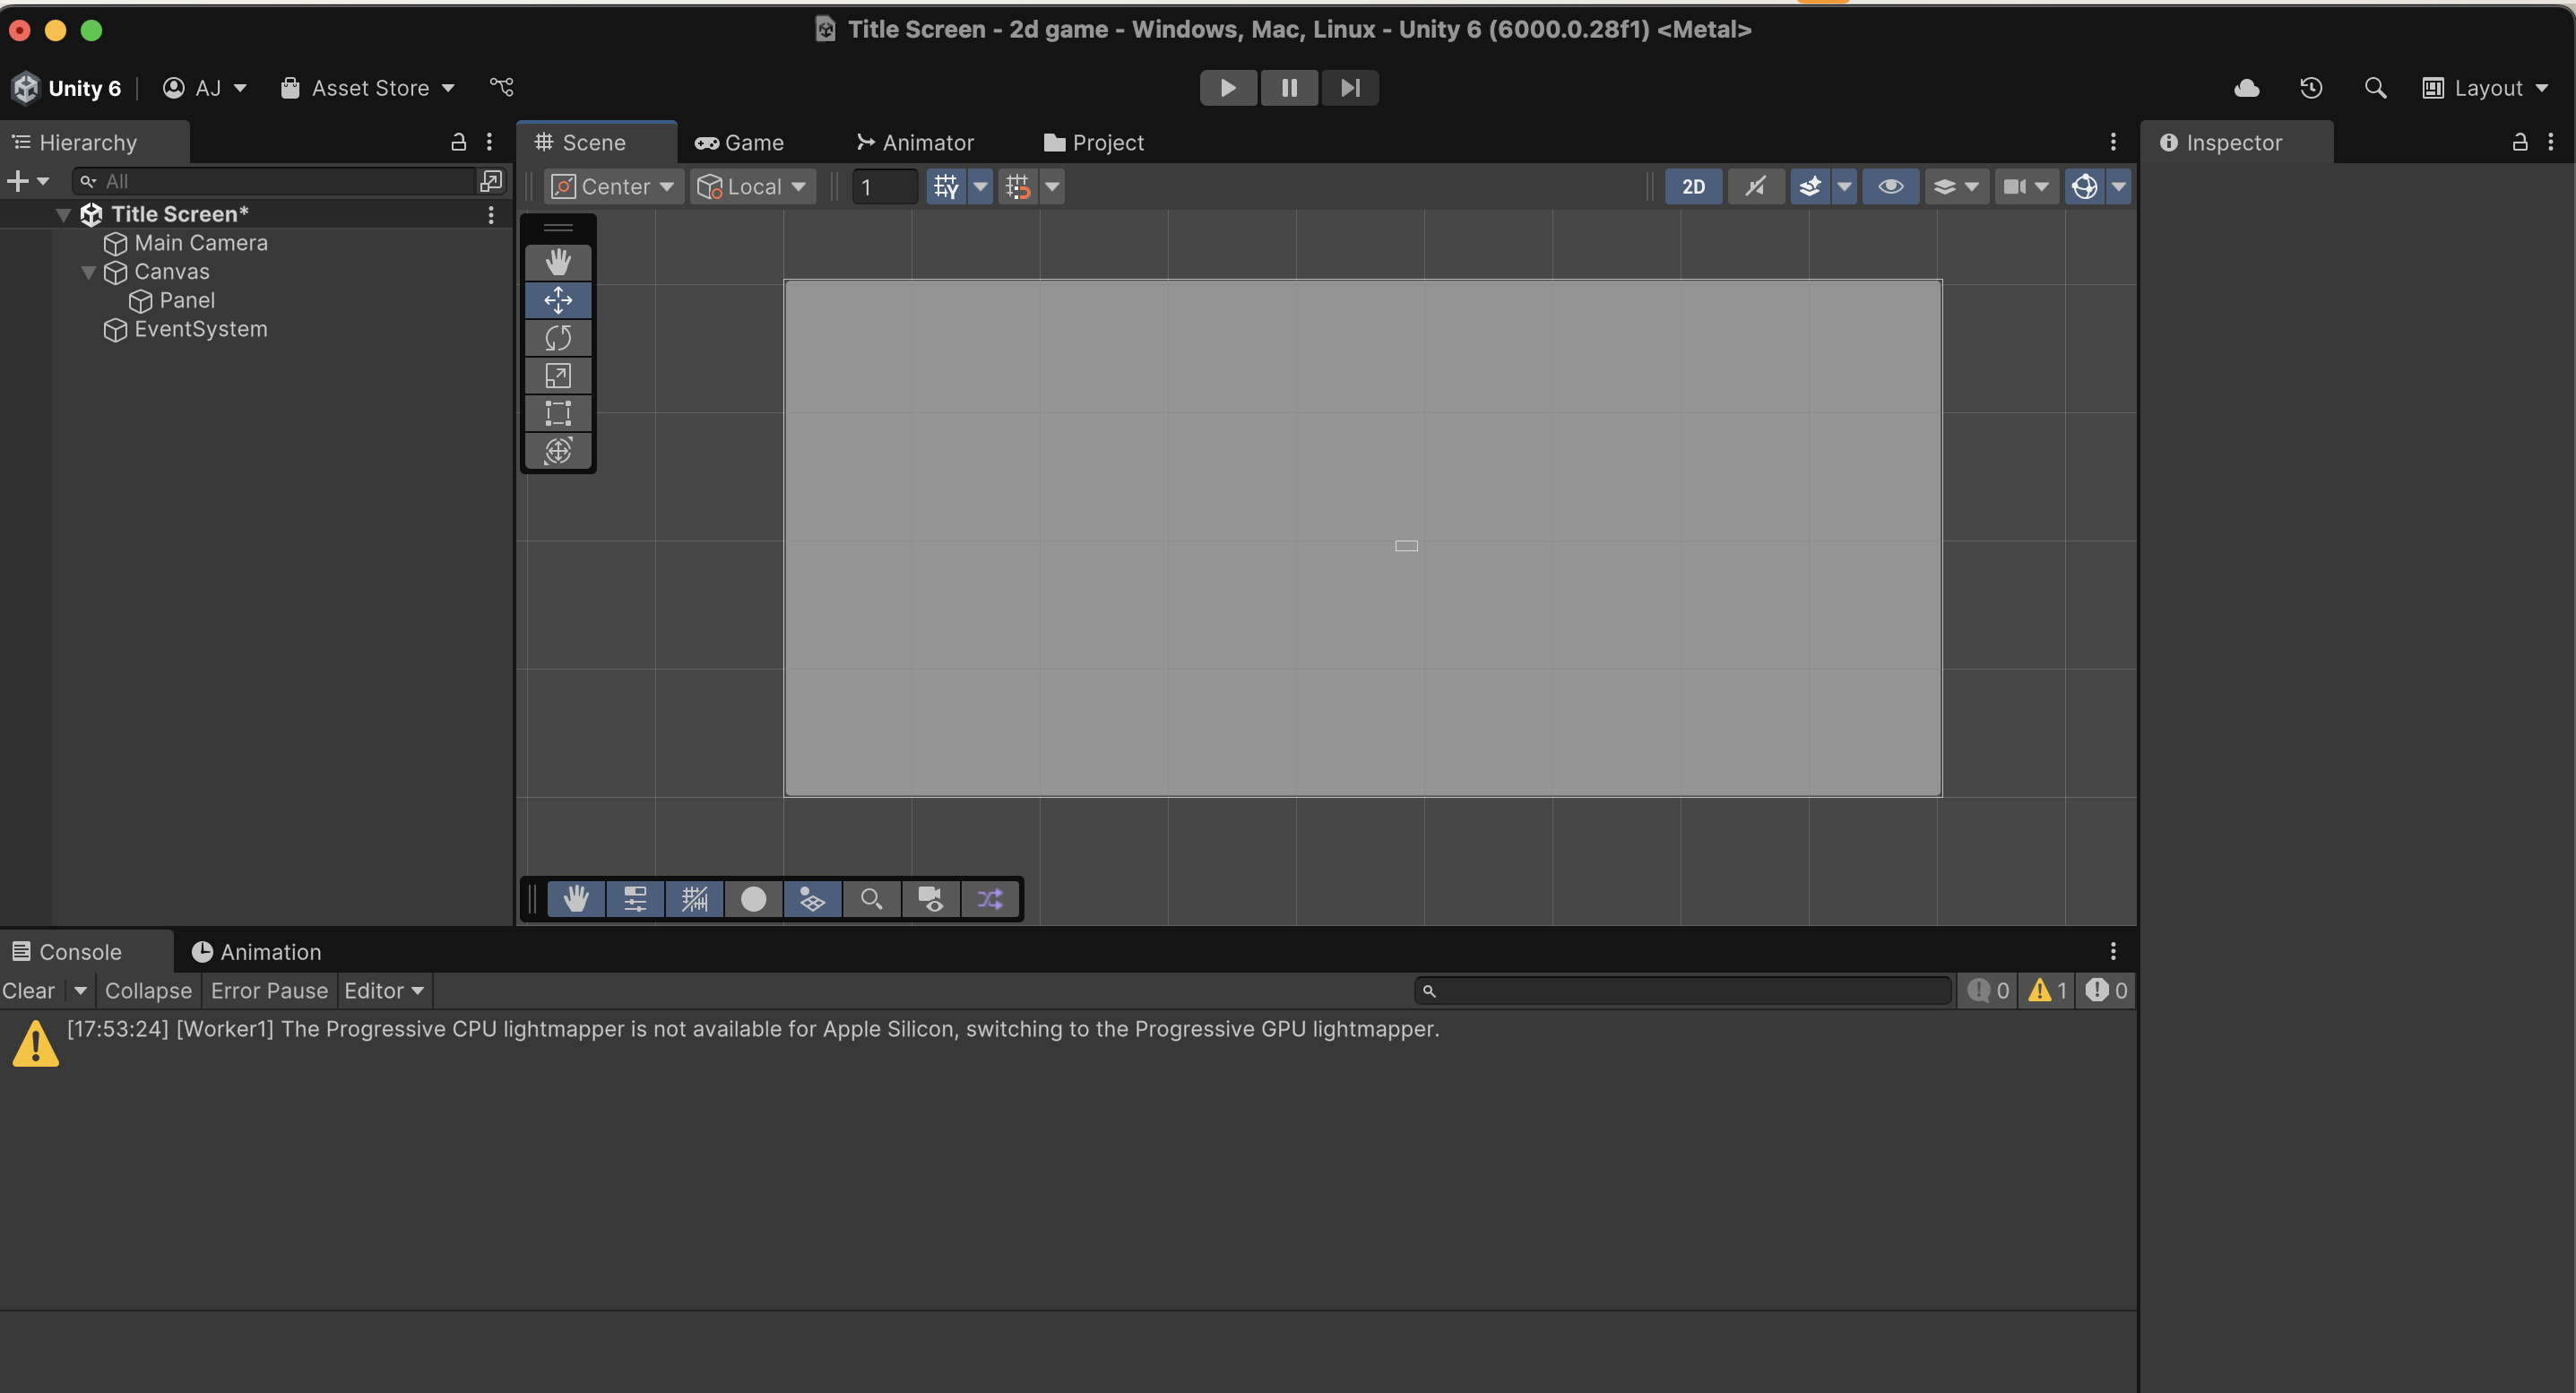 Title Screen - 2d game - Windows, Mac, Linux - Unity 6 (6000.0.28f1) <Metal>
Unity 6 AJ Asset Store Layout
Hierarchy
Scene Game Animator Project
Inspector
All
Center Local 1 2D
Title Screen*
Main Camera
Canvas
Panel
EventSystem
Console Animation
Clear Collapse Error Pause Editor 0 1 0
[17:53:24] [Worker1] The Progressive CPU lightmapper is not available for Apple Silicon, switching to the Progressive GPU lightmapper.